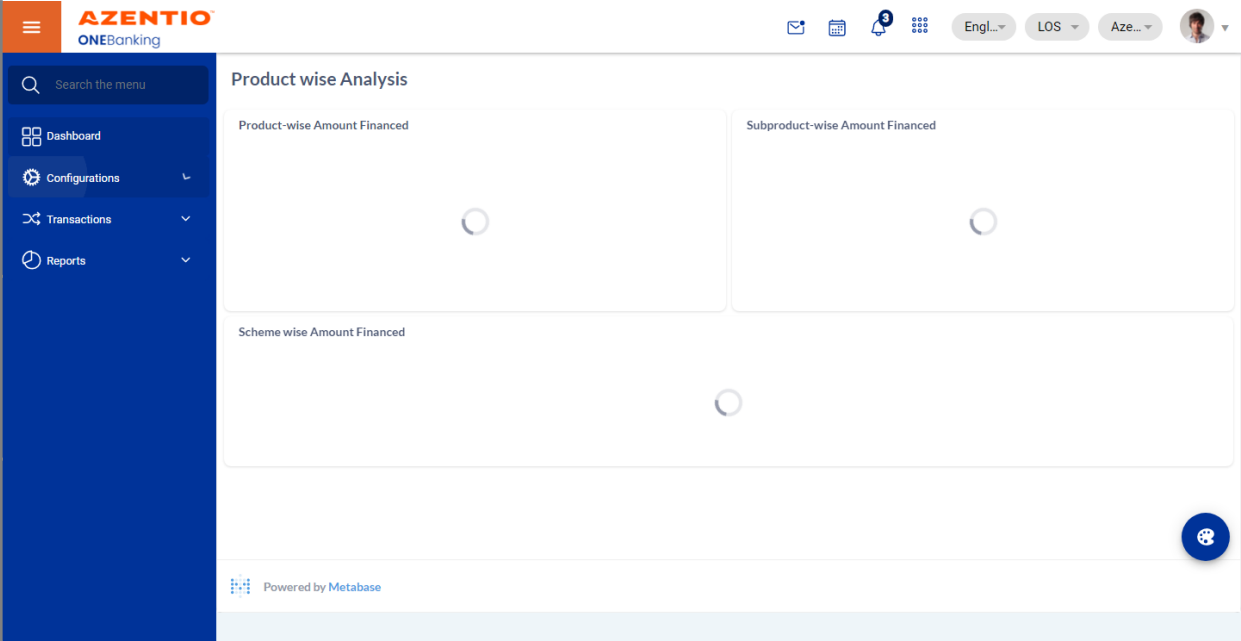 AZENTIO™
ONEBanking
3
Engl...
LOS
Aze...
Search the menu
Dashboard
Configurations
Transactions
Reports
Product wise Analysis
Product-wise Amount Financed
Subproduct-wise Amount Financed
Scheme wise Amount Financed
Powered by Metabase